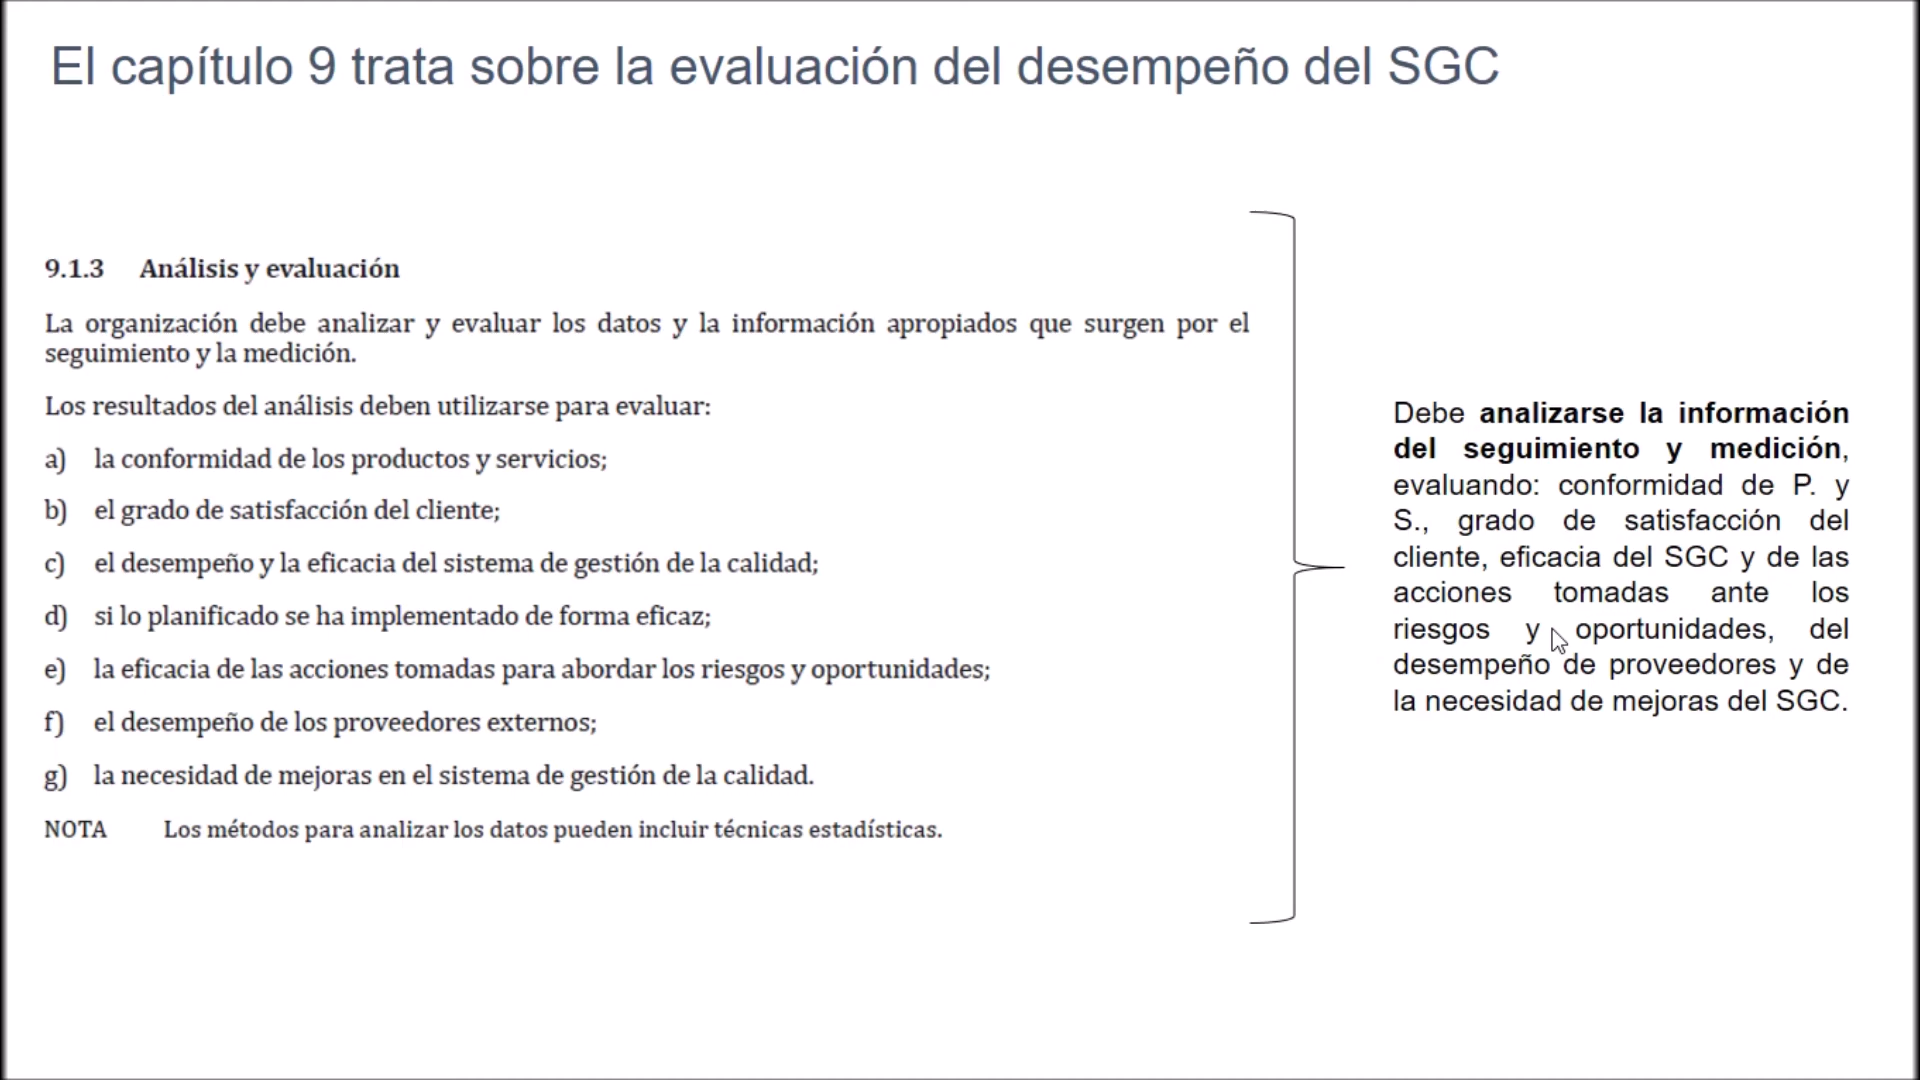 El capítulo 9 trata sobre la evaluación del desempeño del SGC
9.1.3 Análisis y evaluación
La organización debe analizar y evaluar los datos y la información apropiados que surgen por el
seguimiento y la medición.
Los resultados del análisis deben utilizarse para evaluar:
a) la conformidad de los productos y servicios;
b) el grado de satisfacción del cliente;
c) el desempeño y la eficacia del sistema de gestión de la calidad;
d) si lo planificado se ha implementado de forma eficaz;
e) la eficacia de las acciones tomadas para abordar los riesgos y oportunidades;
f) el desempeño de los proveedores externos;
g) la necesidad de mejoras en el sistema de gestión de la calidad.
NOTA Los métodos para analizar los datos pueden incluir técnicas estadísticas.
Debe analizarse la información
del seguimiento y medición,
evaluando: conformidad de P. y
S., grado de satisfacción del
cliente, eficacia del SGC y de las
acciones tomadas ante los
riesgos y oportunidades, del
desempeño de proveedores y de
la necesidad de mejoras del SGC.